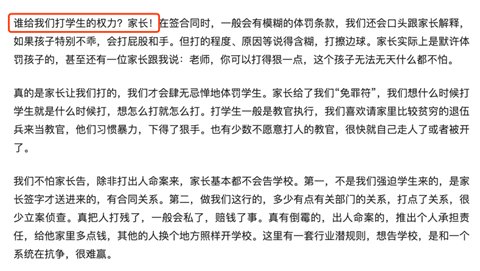 谁给我们打学生的权力？家长！在签合同时，一般会有模糊的体罚条款，我们还会口头跟家长解释，
如果孩子特别不乖，会打屁股和手。但打的程度、原因等说得含糊，打擦边球。家长实际上是默许体
罚孩子的，甚至还有一位家长跟我说：老师，你可以打得狠一点，这个孩子无法无天什么都不怕。
真的是家长让我们打的，我们才会肆无忌惮地体罚学生。家长给了我们“免罪符”，我们想什么时候打
学生就是什么时候打，想怎么打就怎么打。打学生一般是教官执行，我们喜欢请家里比较贫穷的退伍
兵来当教官，他们习惯暴力，下得了狠手。也有少数不愿意打人的教官，很快就自己走人了或者被开
了。
我们不怕家长告，除非打出人命案来，家长基本都不会告学校。第一，不是我们强迫学生来的，是家
长签字才送进来的，有合同关系。第二，做我们这行的，多少有点有关部门的关系，打点了关系，很
少立案侦查。真把人打残了，一般会私了，赔钱了事。真有倒霉的，出人命案的，推出个人承担责
任，给他家里多点钱，其他的人换个地方照样开学校。这里有一套行业潜规则，想告学校，是和一个
系统在抗争，很难赢。